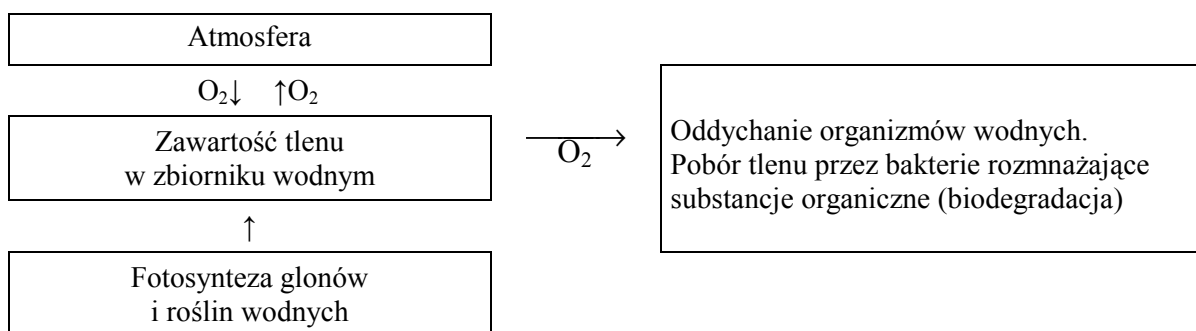 Atmosfera
O₂↓ ↑O₂
Zawartość tlenu
w zbiorniku wodnym
O₂
Oddychanie organizmów wodnych.
Pobór tlenu przez bakterie rozmnażające
substancje organiczne (biodegradacja)
↑
Fotosynteza glonów
i roślin wodnych